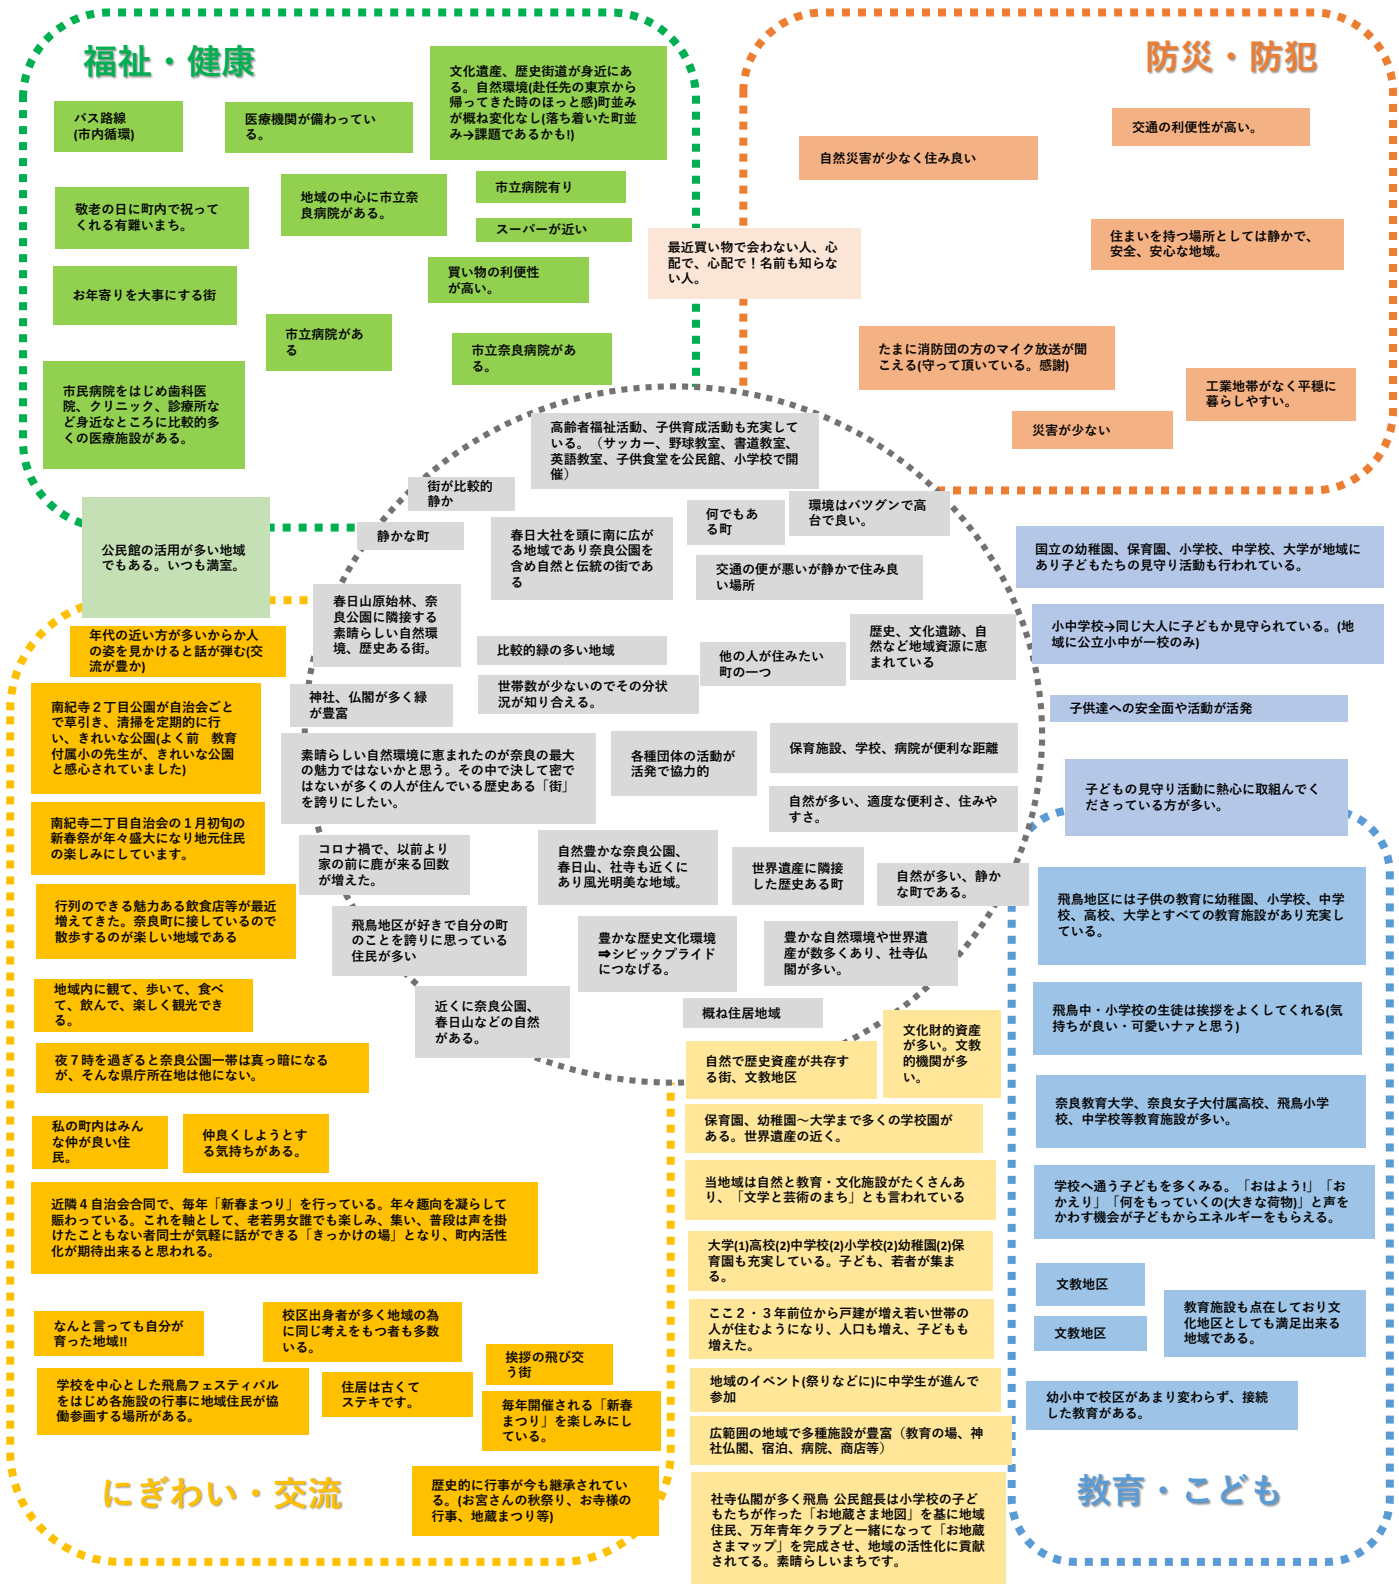 福祉・健康
バス路線
(市内循環)
医療機関が備わってい
る。
文化遺産、歴史街道が身近にあ
る。自然環境(赴任先の東京から
帰ってきた時のほっと感)町並み
が概ね変化なし(落ち着いた町並
み→課題であるかも!)
敬老の日に町内で祝って
くれる有難いまち。
地域の中心に市立奈
良病院がある。
市立病院有り
スーパーが近い
買い物の利便性
が高い。
お年寄りを大事にする街
市立病院があ
る
市立奈良病院があ
る。
市民病院をはじめ歯科医
院、クリニック、診療所な
ど身近なところに比較的多
くの医療施設がある。
最近買い物で会わない人、心
配で、心配で！名前も知らな
い人。
防災・防犯
交通の利便性が高い。
自然災害が少なく住み良い
住まいを持つ場所としては静かで、
安全、安心な地域。
たまに消防団の方のマイク放送が聞
こえる(守って頂いている。感謝)
工業地帯がなく平穏に
暮らしやすい。
災害が少ない
公民館の活用が多い地域
でもある。いつも満室。
高齢者福祉活動、子供育成活動も充実して
いる。（サッカー、野球教室、書道教室、
英語教室、子供食堂を公民館、小学校で開
催）
街が比較的
静か
静かな町
春日大社を頭に南に広が
る地域であり奈良公園を
含め自然と伝統の街であ
る
何でもあ
る町
環境はバツグンで高
台で良い。
交通の便が悪いが静かで住み良
い場所
春日山原始林、奈
良公園に隣接する
素晴らしい自然環
境、歴史ある街。
比較的緑の多い地域
他の人が住みたい
町の一つ
歴史、文化遺跡、自
然など地域資源に恵
まれている
神社、仏閣が多く緑
が豊富
世帯数が少ないのでその分状
況が知り合える。
素晴らしい自然環境に恵まれたのが奈良の最大
の魅力ではないかと思う。その中で決して密で
はないが多くの人が住んでいる歴史ある「街」
を誇りにしたい。
各種団体の活動が
活発で協力的
保育施設、学校、病院が便利な距離
自然が多い、適度な便利さ、住みや
すさ。
コロナ禍で、以前より
家の前に鹿が来る回数
が増えた。
自然豊かな奈良公園、
春日山、社寺も近くに
あり風光明美な地域。
世界遺産に隣接
した歴史ある町
自然が多い、静か
な町である。
飛鳥地区が好きで自分の町
のことを誇りに思っている
住民が多い
豊かな歴史文化環境
⇒シビックプライド
につなげる。
豊かな自然環境や世界遺
産が数多くあり、社寺仏
閣が多い。
近くに奈良公園、
春日山などの自然
がある。
概ね住居地域
年代の近い方が多いからか人
の姿を見かけると話が弾む(交
流が豊か)
南紀寺２丁目公園が自治会ごと
で草引き、清掃を定期的に行
い、きれいな公園(よく前　教育
付属小の先生が、きれいな公園
と感心されていました)
南紀寺二丁目自治会の１月初旬の
新春祭が年々盛大になり地元住民
の楽しみにしています。
行列のできる魅力ある飲食店等が最近
増えてきた。奈良町に接しているので
散歩するのが楽しい地域である
地域内に観て、歩いて、食べ
て、飲んで、楽しく観光でき
る。
夜７時を過ぎると奈良公園一帯は真っ暗になる
が、そんな県庁所在地は他にない。
私の町内はみん
な仲が良い住
民。
仲良くしようとす
る気持ちがある。
近隣４自治会合同で、毎年「新春まつり」を行っている。年々趣向を凝らして
賑わっている。これを軸として、老若男女誰でも楽しみ、集い、普段は声を掛
けたこともない者同士が気軽に話ができる「きっかけの場」となり、町内活性
化が期待出来ると思われる。
なんと言っても自分が
育った地域!!
校区出身者が多く地域の為
に同じ考えをもつ者も多数
いる。
挨拶の飛び交
う街
学校を中心とした飛鳥フェスティバル
をはじめ各施設の行事に地域住民が協
働参画する場所がある。
住居は古くて
ステキです。
毎年開催される「新春
まつり」を楽しみにし
ている。
歴史的に行事が今も継承されてい
る。(お宮さんの秋祭り、お寺様の
行事、地蔵まつり等)
にぎわい・交流
文化財的資産
が多い。文教
的機関が多
い。
自然で歴史資産が共存す
る街、文教地区
保育園、幼稚園～大学まで多くの学校園が
ある。世界遺産の近く。
当地域は自然と教育・文化施設がたくさんあ
り、「文学と芸術のまち」とも言われている
大学(1)高校(2)中学校(2)小学校(2)幼稚園(2)保
育園も充実している。子ども、若者が集ま
る。
ここ２・３年前位から戸建が増え若い世帯の
人が住むようになり、人口も増え、子どもも
増えた。
地域のイベント(祭りなどに)に中学生が進んで
参加
広範囲の地域で多種施設が豊富（教育の場、神
社仏閣、宿泊、病院、商店等）
社寺仏閣が多く飛鳥 公民館長は小学校の子ど
もたちが作った「お地蔵さま地図」を基に地域
住民、万年青年クラブと一緒になって「お地蔵
さまマップ」を完成させ、地域の活性化に貢献
されてる。素晴らしいまちです。
国立の幼稚園、保育園、小学校、中学校、大学が地域に
あり子どもたちの見守り活動も行われている。
小中学校→同じ大人に子どもか見守られている。(地
域に公立小中が一校のみ)
子供達への安全面や活動が活発
子どもの見守り活動に熱心に取組んでく
ださっている方が多い。
飛鳥地区には子供の教育に幼稚園、小学校、中学
校、高校、大学とすべての教育施設があり充実し
ている。
飛鳥中・小学校の生徒は挨拶をよくしてくれる(気
持ちが良い・可愛いナァと思う)
奈良教育大学、奈良女子大付属高校、飛鳥小学
校、中学校等教育施設が多い。
学校へ通う子どもを多くみる。「おはよう!」「お
かえり」「何をもっていくの(大きな荷物)」と声を
かわす機会が子どもからエネルギーをもらえる。
文教地区
文教地区
教育施設も点在しており文
化地区としても満足出来る
地域である。
幼小中で校区があまり変わらず、接続
した教育がある。
教育・こども